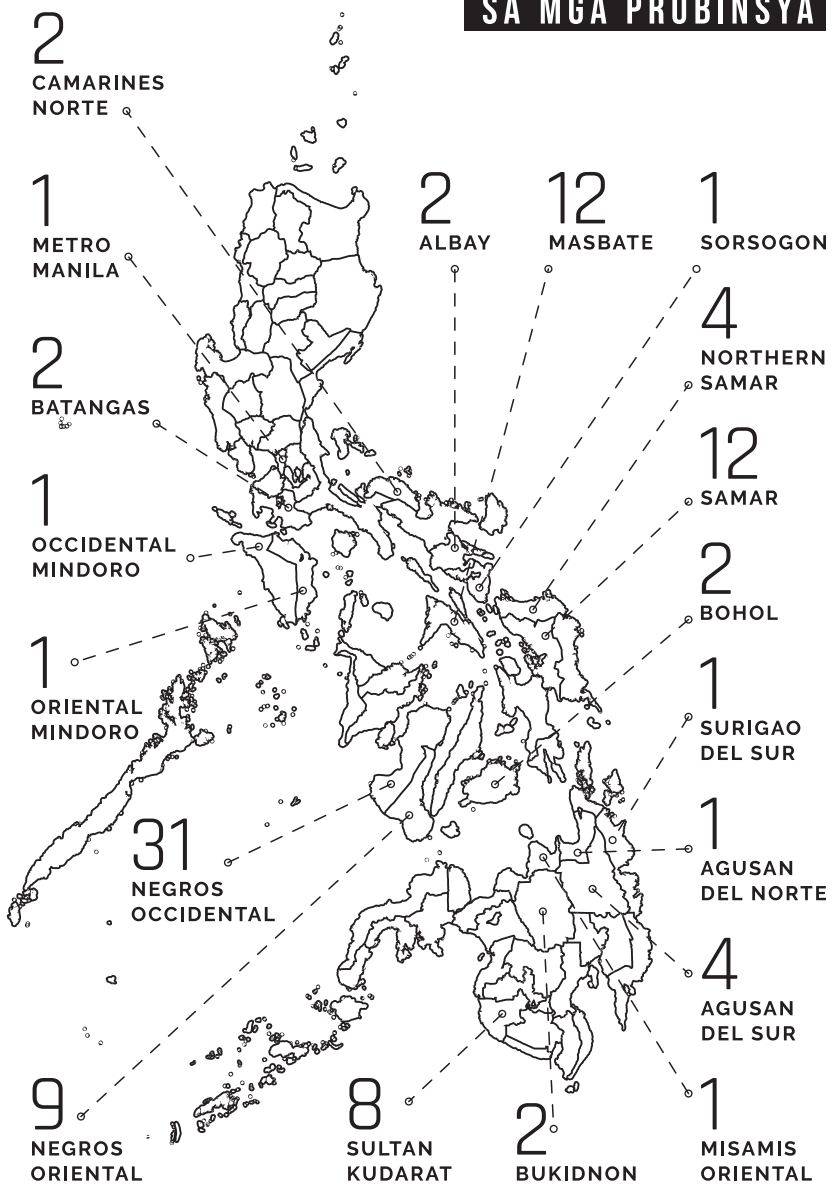 SA MGA PROBINSYA
2
CAMARINES
NORTE
1
METRO
MANILA
2
BATANGAS
1
OCCIDENTAL
MINDORO
1
ORIENTAL
MINDORO
31
NEGROS
OCCIDENTAL
9
NEGROS
ORIENTAL
2
ALBAY
12
MASBATE
1
SORSOGON
4
NORTHERN
SAMAR
12
SAMAR
2
BOHOL
1
SURIGAO
DEL SUR
1
AGUSAN
DEL NORTE
4
AGUSAN
DEL SUR
8
SULTAN
KUDARAT
2
BUKIDNON
1
MISAMIS
ORIENTAL